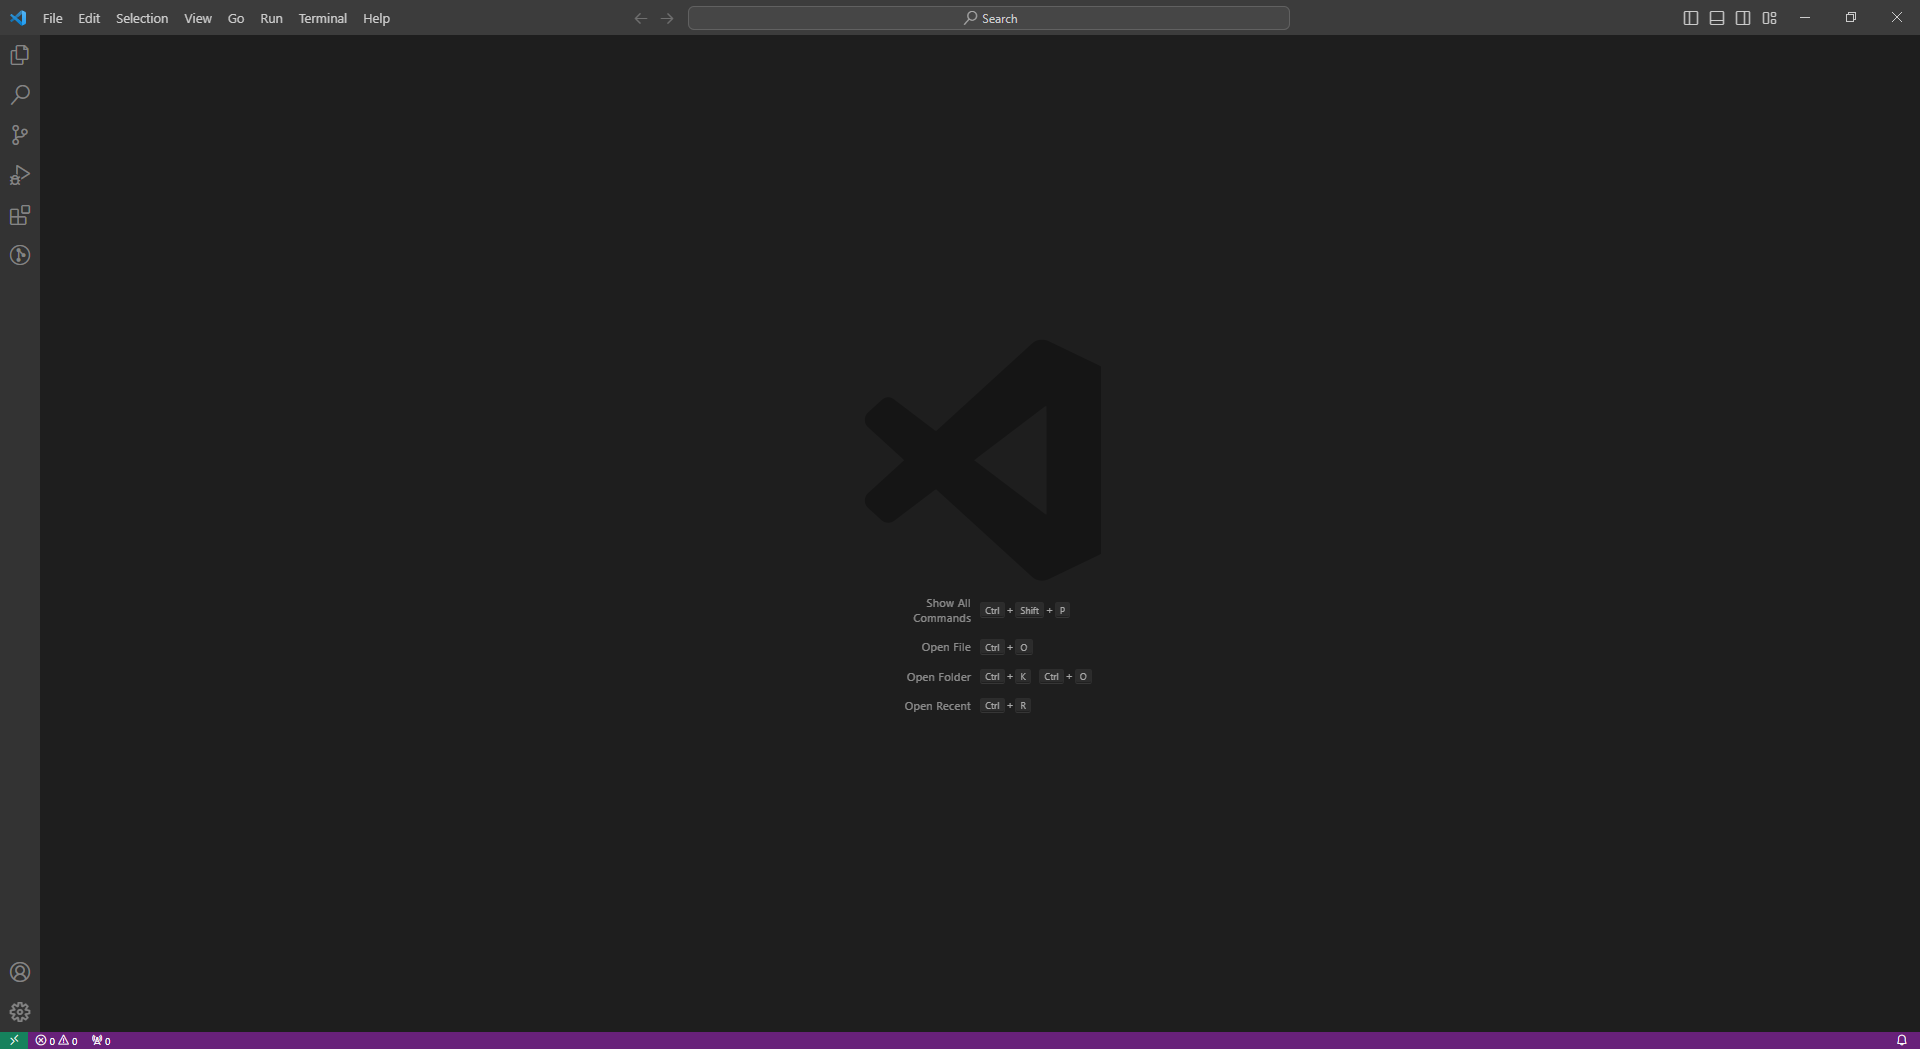 File Edit Selection View Go Run Terminal Help Search
Show All
Commands Ctrl + Shift + P
Open File Ctrl + O
Open Folder Ctrl + K Ctrl + O
Open Recent Ctrl + R
0 0 0